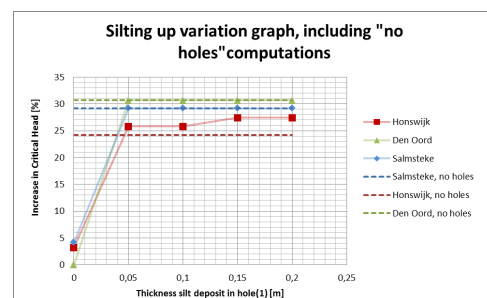 Silting up variation graph, including "no
holes"computations
Increase in Critical Head [%]
35
30
25
20
15
10
5
0
0
0,05
0,1
0,15
0,2
0,25
Thickness silt deposit in hole(1) [m]
Honswijk
Den Oord
Salmsteke
Salmsteke, no holes
Honswijk, no holes
Den Oord, no holes